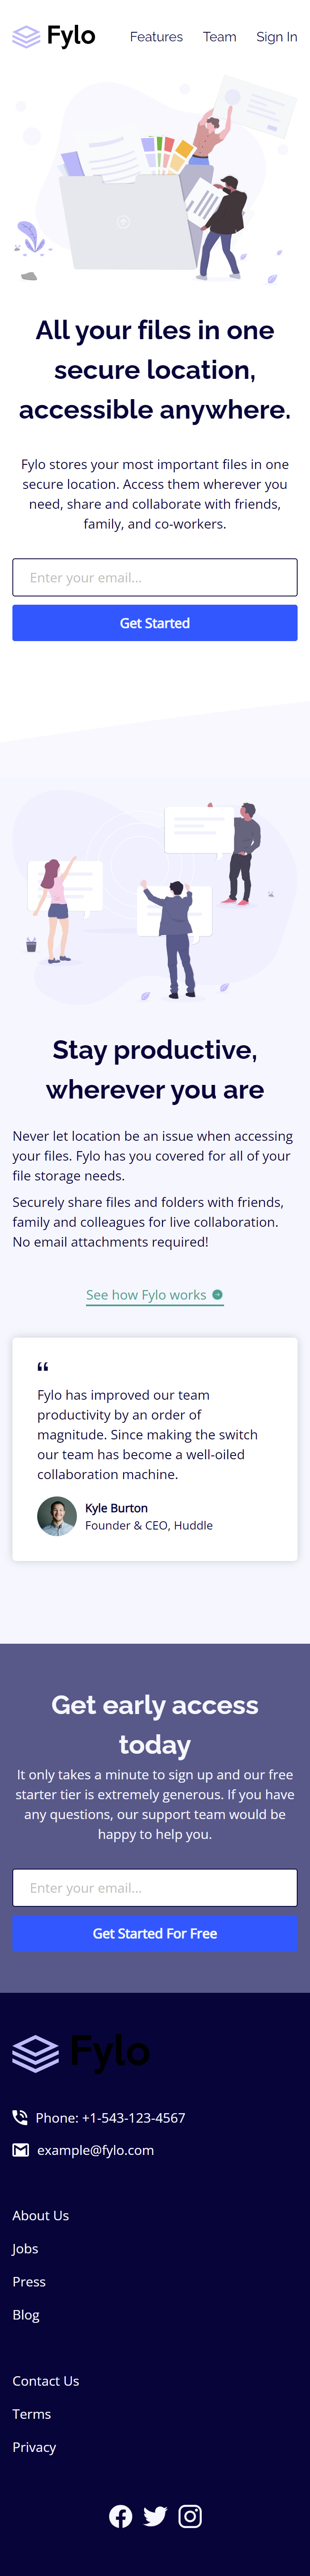 Fylo
Features Team Sign In
All your files in one
secure location,
accessible anywhere.
Fylo stores your most important files in one
secure location. Access them wherever you
need, share and collaborate with friends,
family, and co-workers.
Enter your email...
Get Started
Stay productive,
wherever you are
Never let location be an issue when accessing
your files. Fylo has you covered for all of your
file storage needs.
Securely share files and folders with friends,
family and colleagues for live collaboration.
No email attachments required!
See how Fylo works
“
Fylo has improved our team
productivity by an order of
magnitude. Since making the switch
our team has become a well-oiled
collaboration machine.
Kyle Burton
Founder & CEO, Huddle
Get early access
today
It only takes a minute to sign up and our free
starter tier is extremely generous. If you have
any questions, our support team would be
happy to help you.
Enter your email...
Get Started For Free
Fylo
Phone: +1-543-123-4567
example@fylo.com
About Us
Jobs
Press
Blog
Contact Us
Terms
Privacy